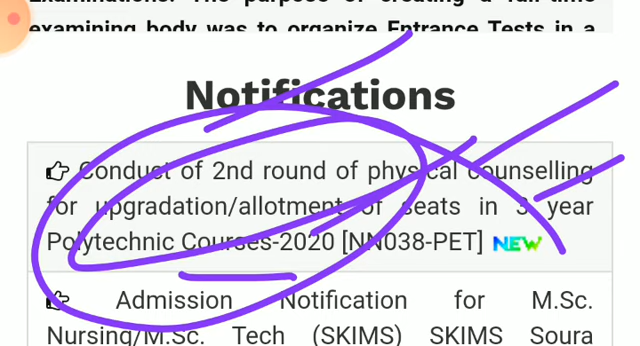 Examinations. The purpose of creating a full-time
examining body was to organize Entrance Tests in a
Notifications
Conduct of 2nd round of physical counselling
for upgradation/allotment of seats in 3 year
Polytechnic Courses-2020 [NN038-PET] NEW
Admission Notification for M.Sc.
Nursing/M.Sc. Tech (SKIMS) SKIMS Soura